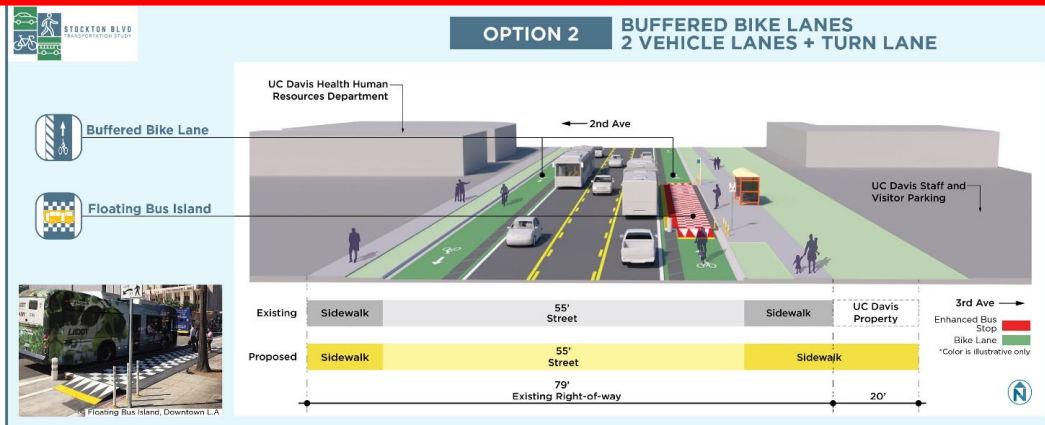 STOCKTON BLVD
TRANSPORTATION STUDY
OPTION 2
BUFFERED BIKE LANES
2 VEHICLE LANES + TURN LANE
UC Davis Health Human
Resources Department
2nd Ave
Buffered Bike Lane
Floating Bus Island
UC Davis Staff and
Visitor Parking
Existing
Sidewalk
55'
Street
Sidewalk
UC Davis
Property
3rd Ave
Enhanced Bus
Stop
Bike Lane
*Color is illustrative only
Proposed
Sidewalk
55'
Street
Sidewalk
79'
Existing Right-of-way
20'
N
LADOT
Floating Bus Island, Downtown L.A